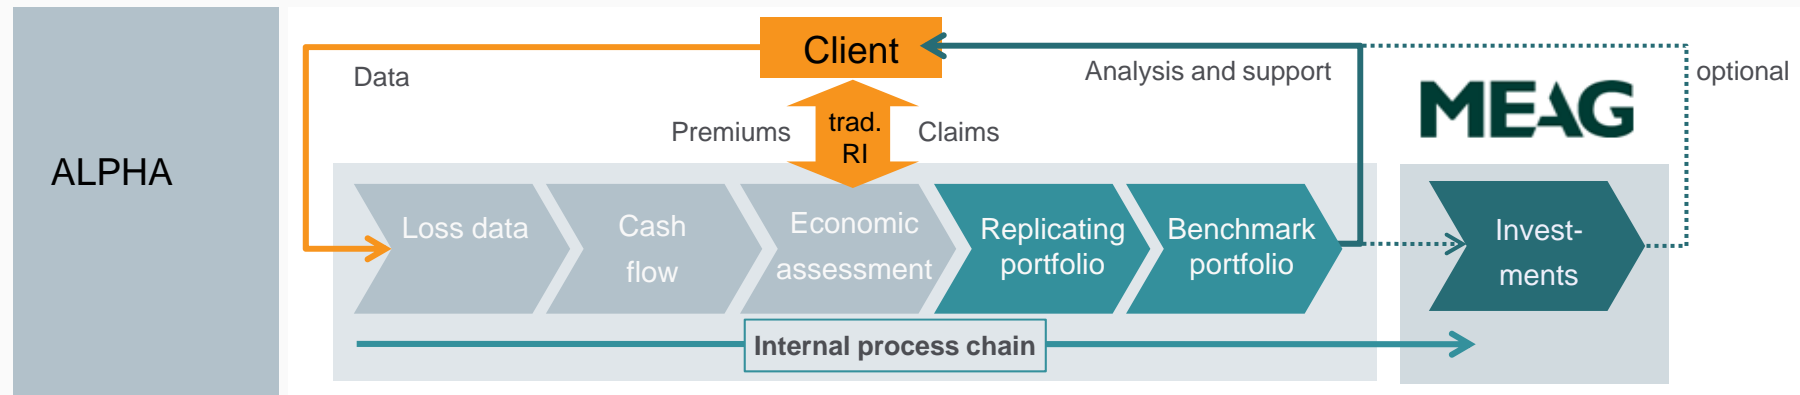 ALPHA
Client
Data
Analysis and support
optional
MEAG
Premiums
trad.
RI
Claims
Loss data
Cash
flow
Economic
assessment
Replicating
portfolio
Benchmark
portfolio
Invest-
ments
Internal process chain